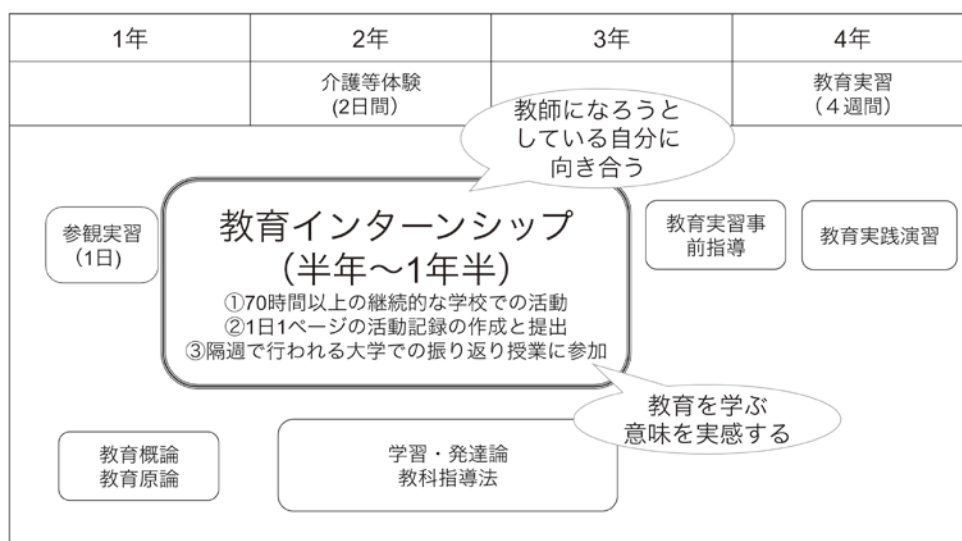 1年
2年
3年
4年
介護等体験
(2日間）
教育実習
（４週間）
教師になろうと
している自分に
向き合う
参観実習
（1日)
教育インターンシップ
（半年〜1年半）
①70時間以上の継続的な学校での活動
②1日1ページの活動記録の作成と提出
③隔週で行われる大学での振り返り授業に参加
教育実習事
前指導
教育実践演習
教育を学ぶ
意味を実感する
教育概論
教育原論
学習・発達論
教科指導法